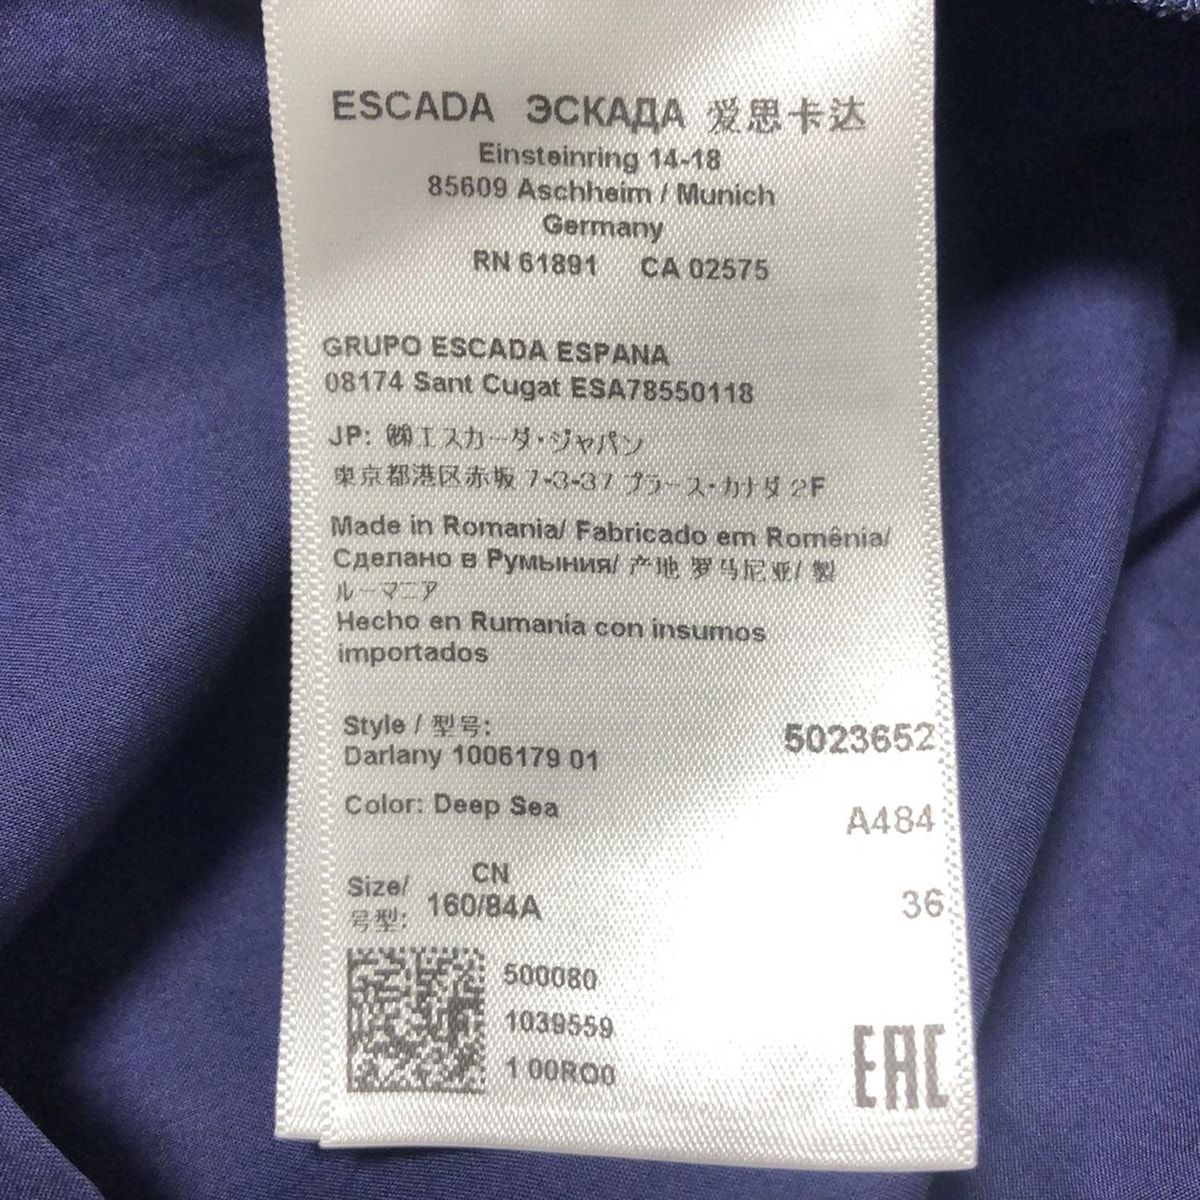 ESCADA ЭСКАДА 爱思卡达
Einsteinring 14-18
85609 Aschheim / Munich
Germany
RN 61891 CA 02575
GRUPO ESCADA ESPANA
08174 Sant Cugat ESA78550118
JP: ㈱エスカーダ・ジャパン
東京都港区赤坂 7-3-37 プラース・カナダ 2F
Made in Romania/ Fabricado em Romênia/
Сделано в Румыния/ 产地 罗马尼亚/ 製
ルーマニア
Hecho en Rumanía con insumos
importados
Style / 型号:
Darlany 1006179 01
5023652
Color: Deep Sea
A484
Size/ CN
号型: 160/84A
36
500080
1039559
1 00RO0
EAC